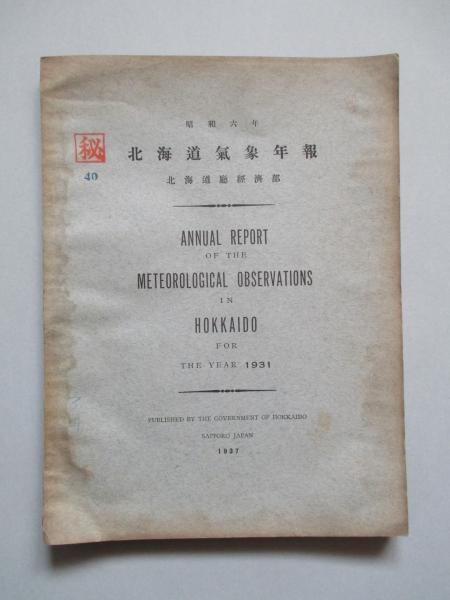 昭和六年
秘
40
北海道氣象年報
北海道廳經濟部
ANNUAL REPORT
OF THE
METEOROLOGICAL OBSERVATIONS
IN
HOKKAIDO
FOR
THE YEAR 1931
PUBLISHED BY THE GOVERNMENT OF HOKKAIDO
SAPPORO JAPAN
1937